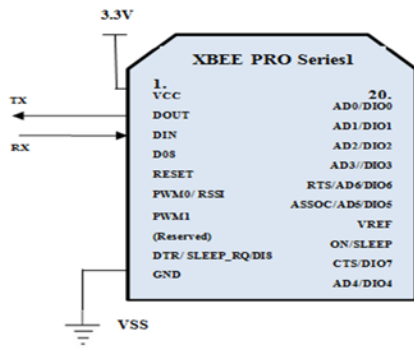 3.3V
XBEE PRO Series1
1.
VCC
DOUT
DIN
D08
RESET
PWM0/ RSSI
PWM1
(Reserved)
DTR/ SLEEP_RQ/DI8
GND
20.
AD0/DIO0
AD1/DIO1
AD2/DIO2
AD3//DIO3
RTS/AD6/DIO6
ASSOC/AD5/DIO5
VREF
ON/SLEEP
CTS/DIO7
AD4/DIO4
TX
RX
VSS